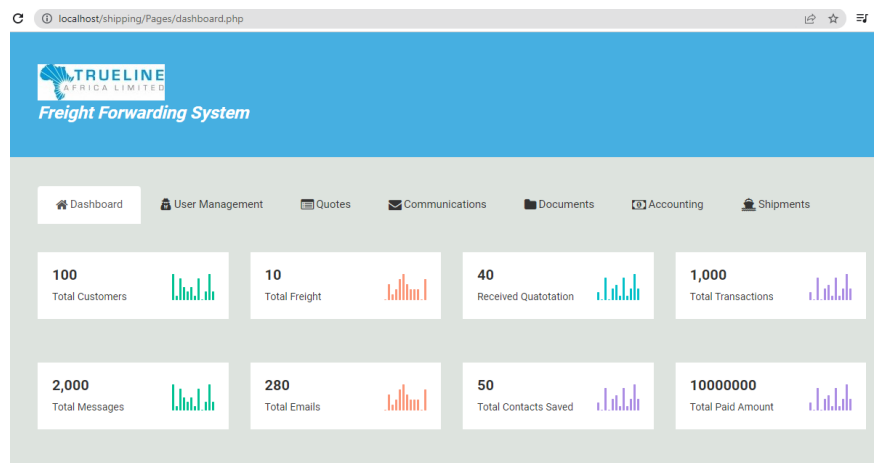 localhost/shipping/Pages/dashboard.php
TRUELINE
AFRICA LIMITED
Freight Forwarding System
Dashboard User Management Quotes Communications Documents Accounting Shipments
100 10 40 1,000
Total Customers Total Freight Received Quatotation Total Transactions
2,000 280 50 10000000
Total Messages Total Emails Total Contacts Saved Total Paid Amount